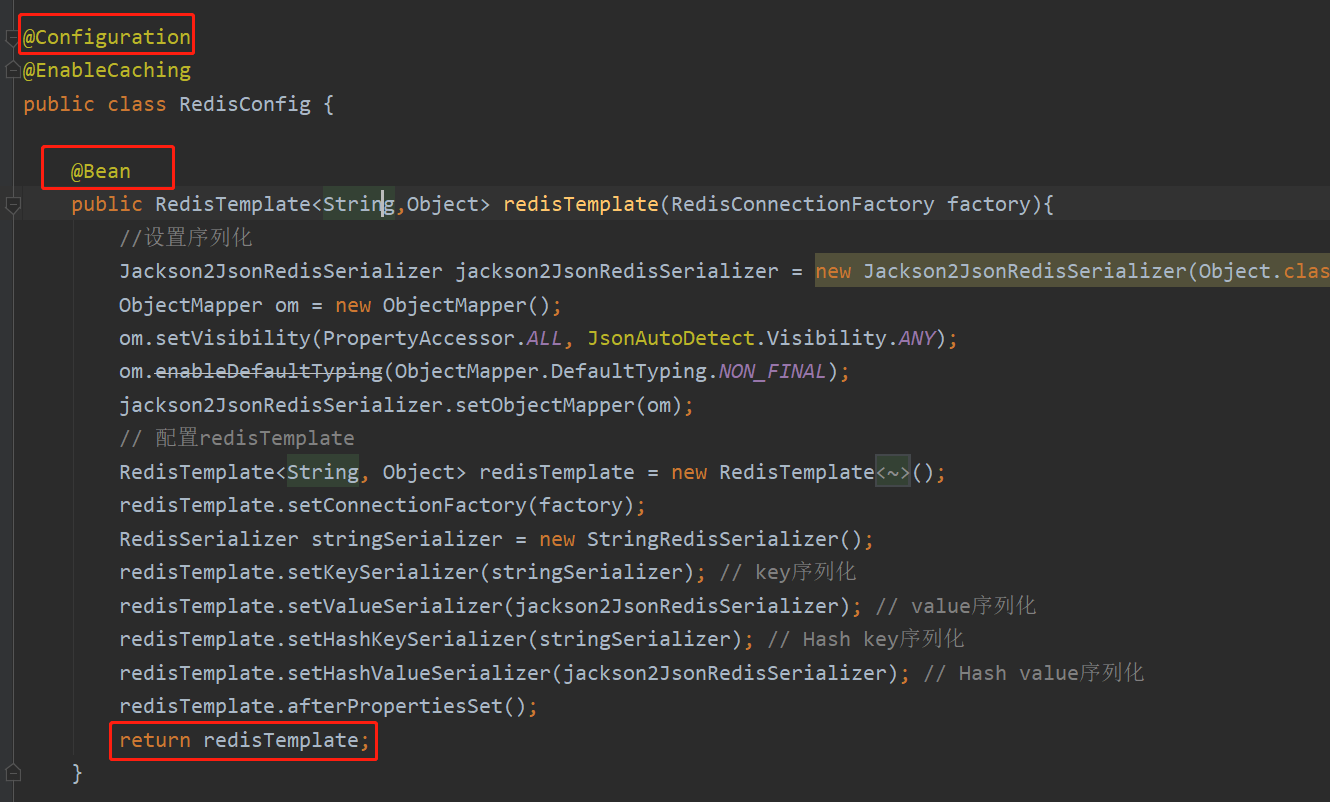 @Configuration
@EnableCaching
public class RedisConfig {
@Bean
public RedisTemplate<String,Object> redisTemplate(RedisConnectionFactory factory){
//设置序列化
Jackson2JsonRedisSerializer jackson2JsonRedisSerializer = new Jackson2JsonRedisSerializer(Object.clas
ObjectMapper om = new ObjectMapper();
om.setVisibility(PropertyAccessor.ALL, JsonAutoDetect.Visibility.ANY);
om.enableDefaultTyping(ObjectMapper.DefaultTyping.NON_FINAL);
jackson2JsonRedisSerializer.setObjectMapper(om);
// 配置redisTemplate
RedisTemplate<String, Object> redisTemplate = new RedisTemplate<~>();
redisTemplate.setConnectionFactory(factory);
RedisSerializer stringSerializer = new StringRedisSerializer();
redisTemplate.setKeySerializer(stringSerializer); // key序列化
redisTemplate.setValueSerializer(jackson2JsonRedisSerializer); // value序列化
redisTemplate.setHashKeySerializer(stringSerializer); // Hash key序列化
redisTemplate.setHashValueSerializer(jackson2JsonRedisSerializer); // Hash value序列化
redisTemplate.afterPropertiesSet();
return redisTemplate;
}